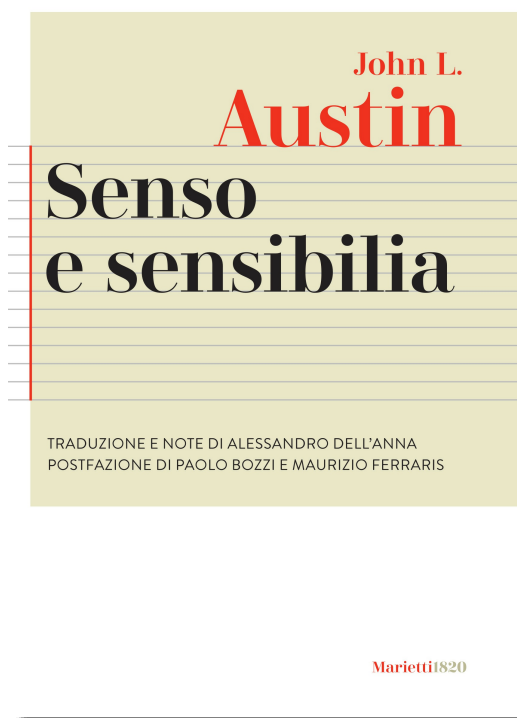 John L.
Austin
Senso
e sensibilia
TRADUZIONE E NOTE DI ALESSANDRO DELL'ANNA
POSTFAZIONE DI PAOLO BOZZI E MAURIZIO FERRARIS
Marietti1820